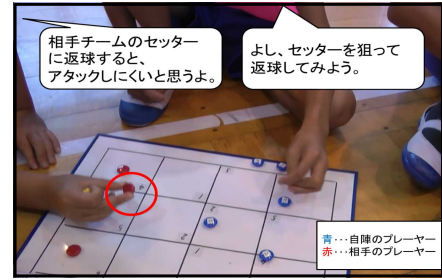 相手チームのセッター
に返球すると、
アタックしにくいと思うよ。
よし、セッターを狙って
返球してみよう。
青･･･自陣のプレーヤー
赤･･･相手のプレーヤー